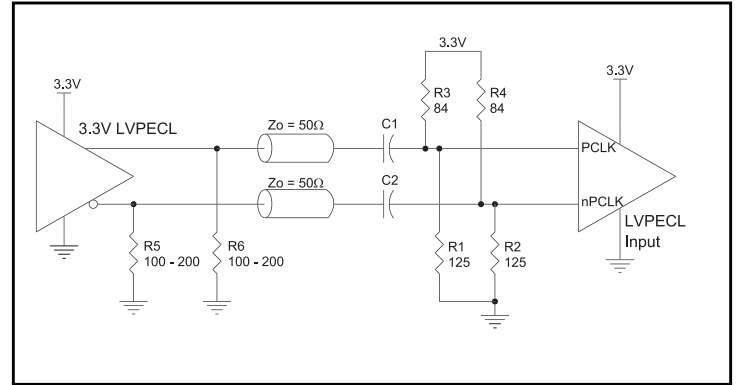 3.3V
3.3V LVPECL
Zo = 50Ω
C1
3.3V
R3
84
R4
84
3.3V
PCLK
Zo = 50Ω
C2
nPCLK
LVPECL
Input
R5
100 - 200
R6
100 - 200
R1
125
R2
125